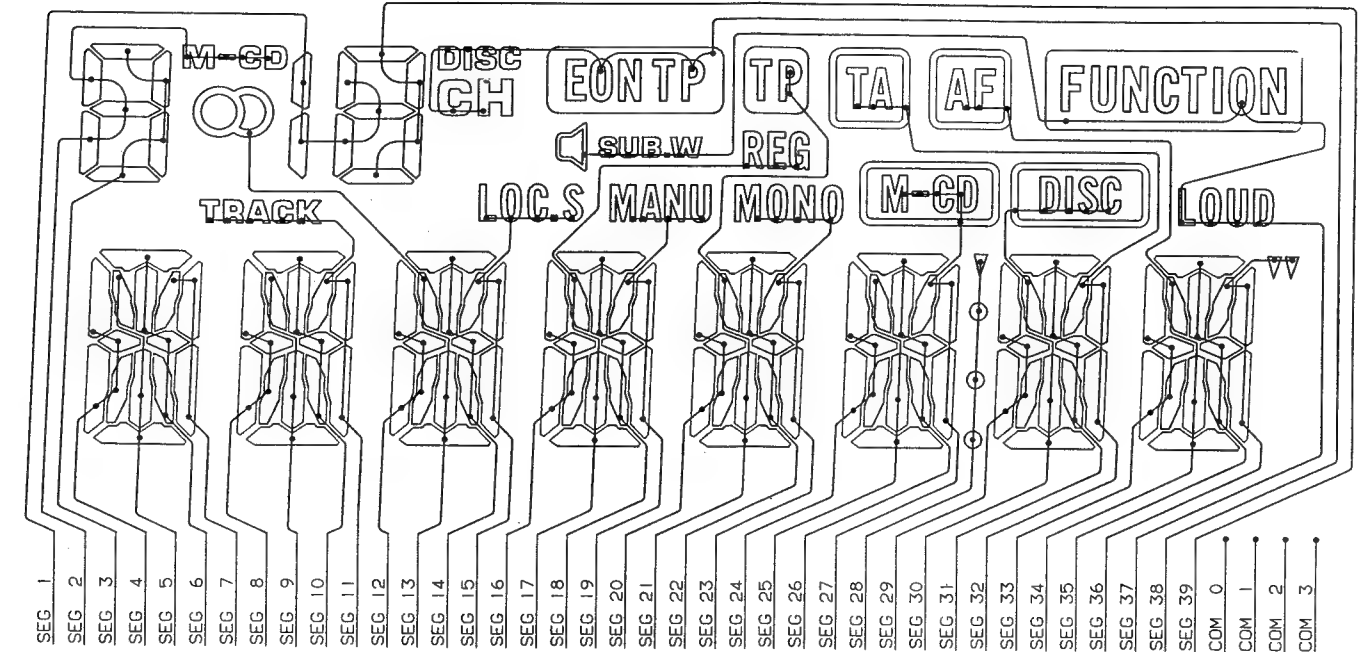 M-CD DISC EON TP TP TA AF FUNCTION
CH
SUB.W REG
TRACK LOC.S MANU MONO M-CD DISC LOUD
SEG 1
SEG 2
SEG 3
SEG 4
SEG 5
SEG 6
SEG 7
SEG 8
SEG 9
SEG 10
SEG 11
SEG 12
SEG 13
SEG 14
SEG 15
SEG 16
SEG 17
SEG 18
SEG 19
SEG 20
SEG 21
SEG 22
SEG 23
SEG 24
SEG 25
SEG 26
SEG 27
SEG 28
SEG 29
SEG 30
SEG 31
SEG 32
SEG 33
SEG 34
SEG 35
SEG 36
SEG 37
SEG 38
SEG 39
COM 0
COM 1
COM 2
COM 3